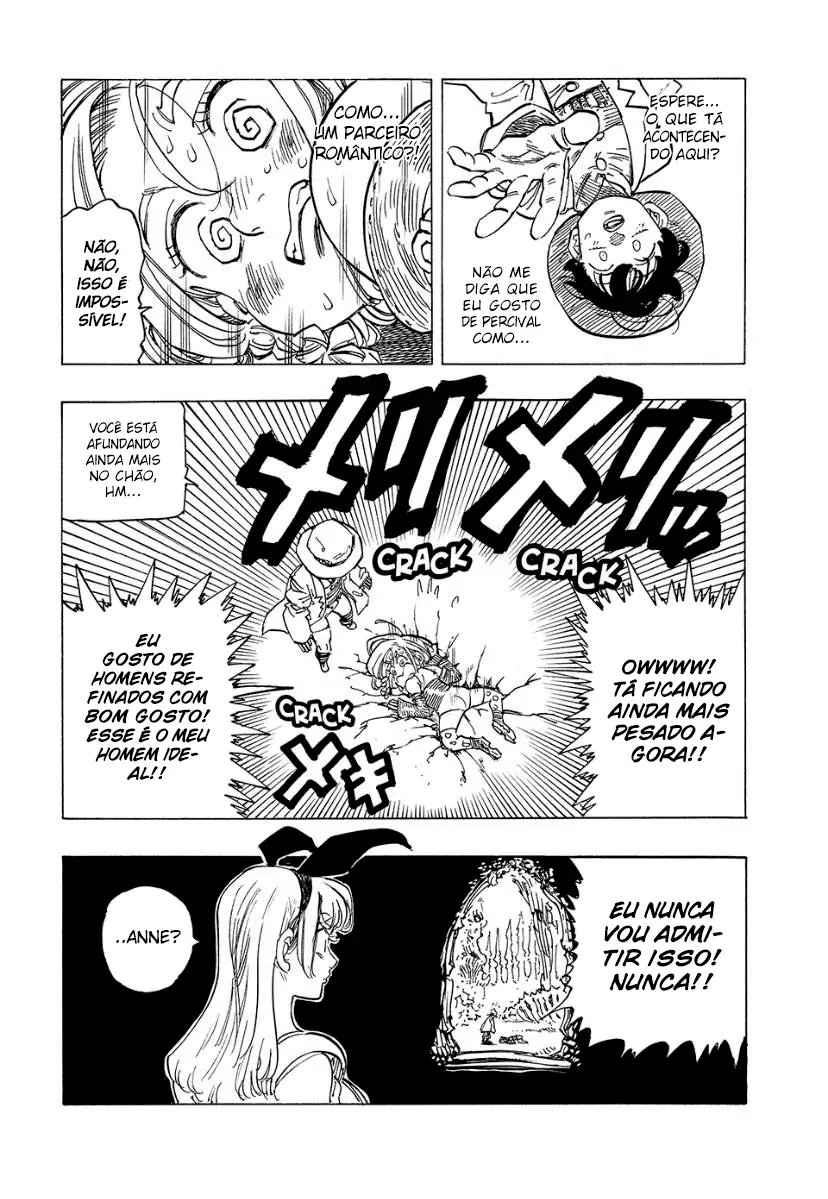 ESPERE...
O QUE TÁ
ACONTECEN-
DO AQUI?
NÃO ME
DIGA QUE
EU GOSTO
DE PERCIVAL
COMO...
COMO...
UM PARCEIRO
ROMÂNTICO?!
NÃO,
NÃO,
ISSO É
IMPOS-
SÍVEL!
VOCÊ ESTÁ
AFUNDANDO
AINDA MAIS
NO CHÃO,
HM...
メリメリッ
CRACK
CRACK
OWWWW!
TÁ FICANDO
AINDA MAIS
PESADO A-
GORA!!
EU
GOSTO DE
HOMENS RE-
FINADOS COM
BOM GOSTO!
ESSE É O MEU
HOMEM IDE-
AL!!
CRACK
メキ
EU NUNCA
VOU ADMI-
TIR ISSO!
NUNCA!!
..ANNE?